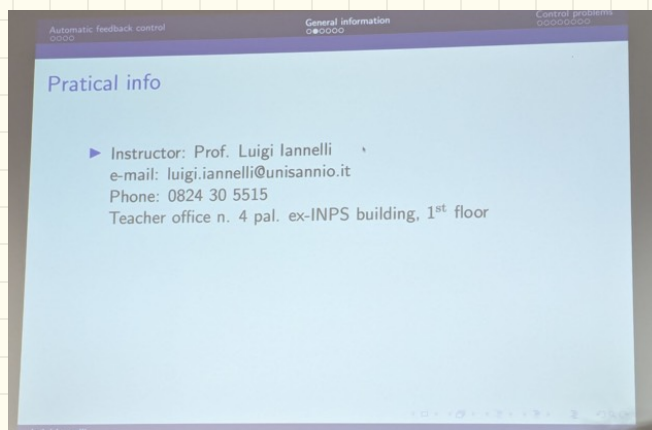 Automatic feedback control
General information
Control problems
Pratical info
Instructor: Prof. Luigi Iannelli
e-mail: luigi.iannelli@unisannio.it
Phone: 0824 30 5515
Teacher office n. 4 pal. ex-INPS building, 1st floor